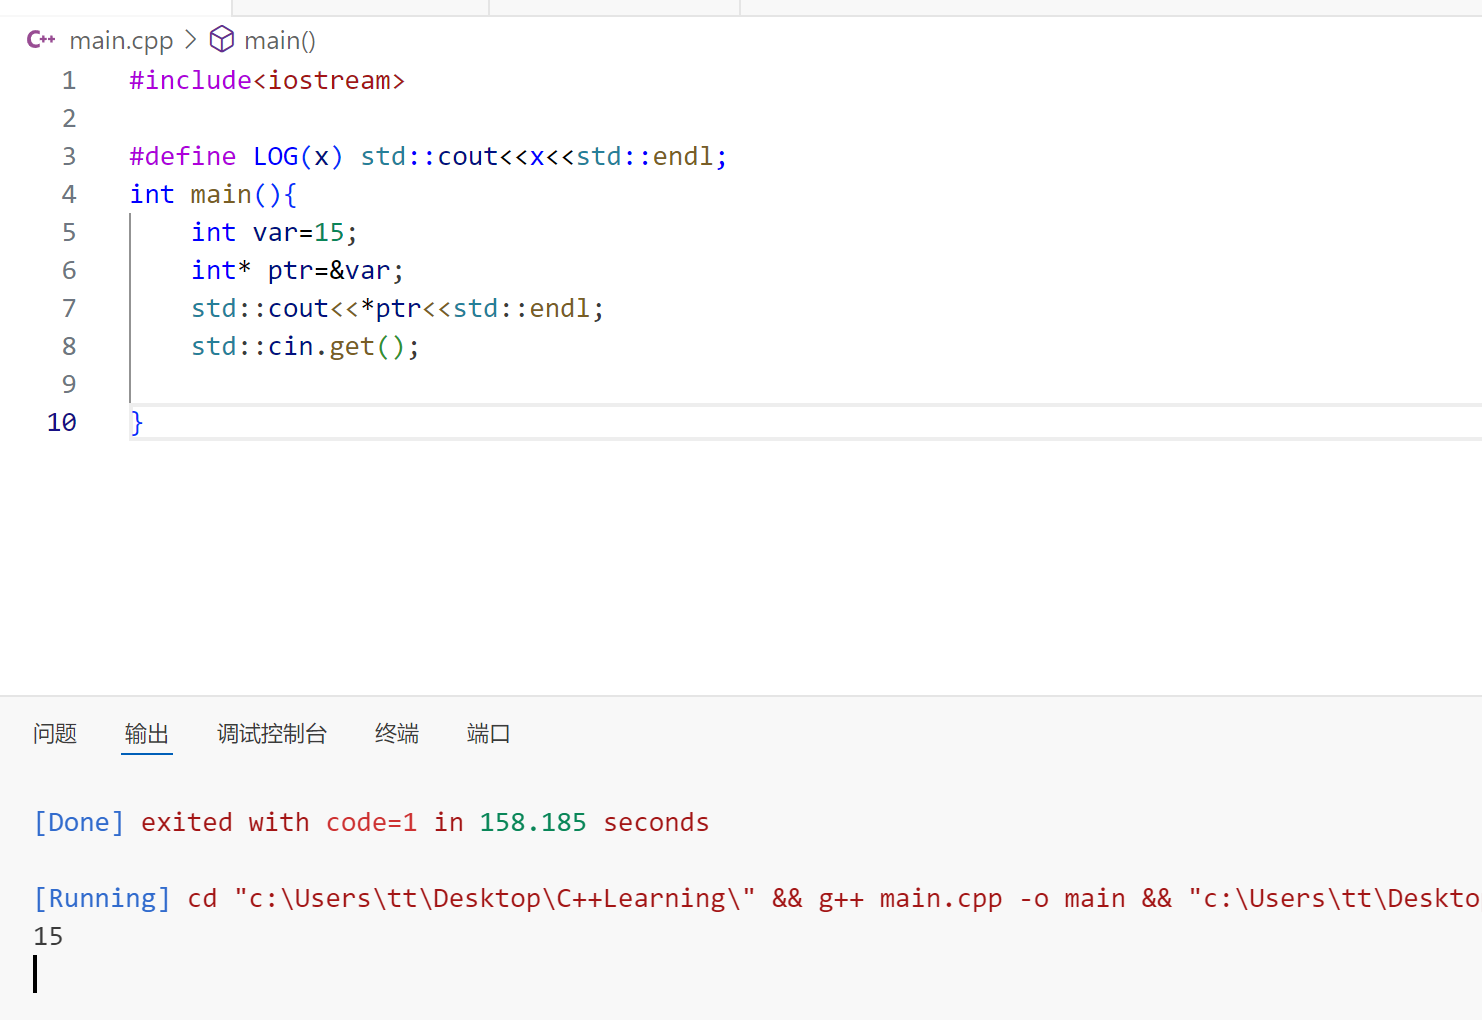 C++ main.cpp > main()
1 #include<iostream>
2
3 #define LOG(x) std::cout<<x<<std::endl;
4 int main(){
5     int var=15;
6     int* ptr=&var;
7     std::cout<<*ptr<<std::endl;
8     std::cin.get();
9
10 }
问题 输出 调试控制台 终端 端口
[Done] exited with code=1 in 158.185 seconds
[Running] cd "c:\Users\tt\Desktop\C++Learning\" && g++ main.cpp -o main && "c:\Users\tt\Deskto
15